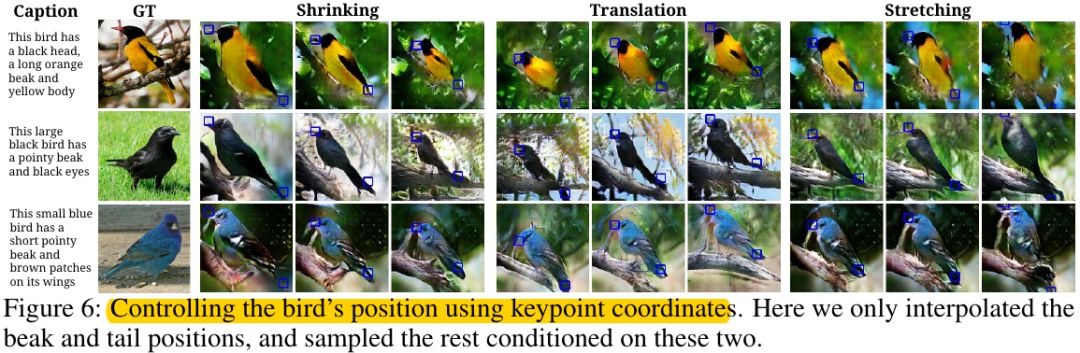 Caption GT Shrinking Translation Stretching
This bird has
a black head,
a long orange
beak and
yellow body
This large
black bird has
a pointy beak
and black eyes
This small blue
bird has a
short pointy
beak and
brown patches
on its wings
Figure 6: Controlling the bird's position using keypoint coordinates. Here we only interpolated the
beak and tail positions, and sampled the rest conditioned on these two.